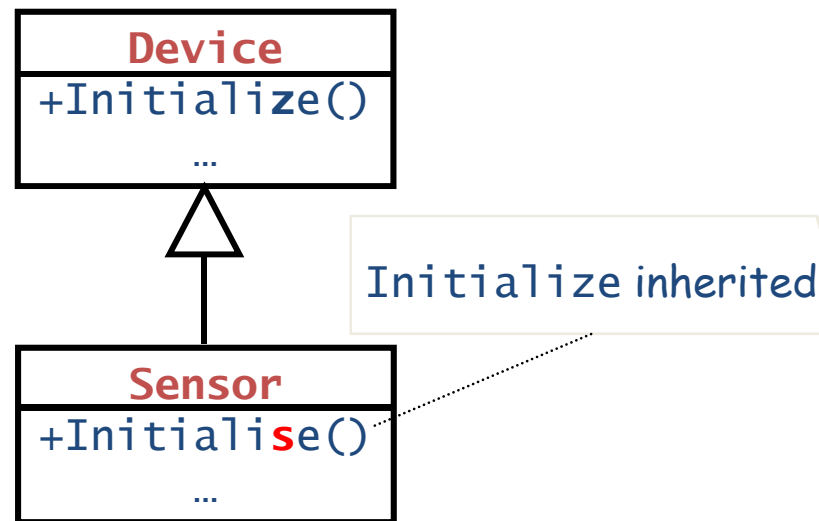 Device
+Initialize()
…
Initialize inherited
Sensor
+Initialise()
…